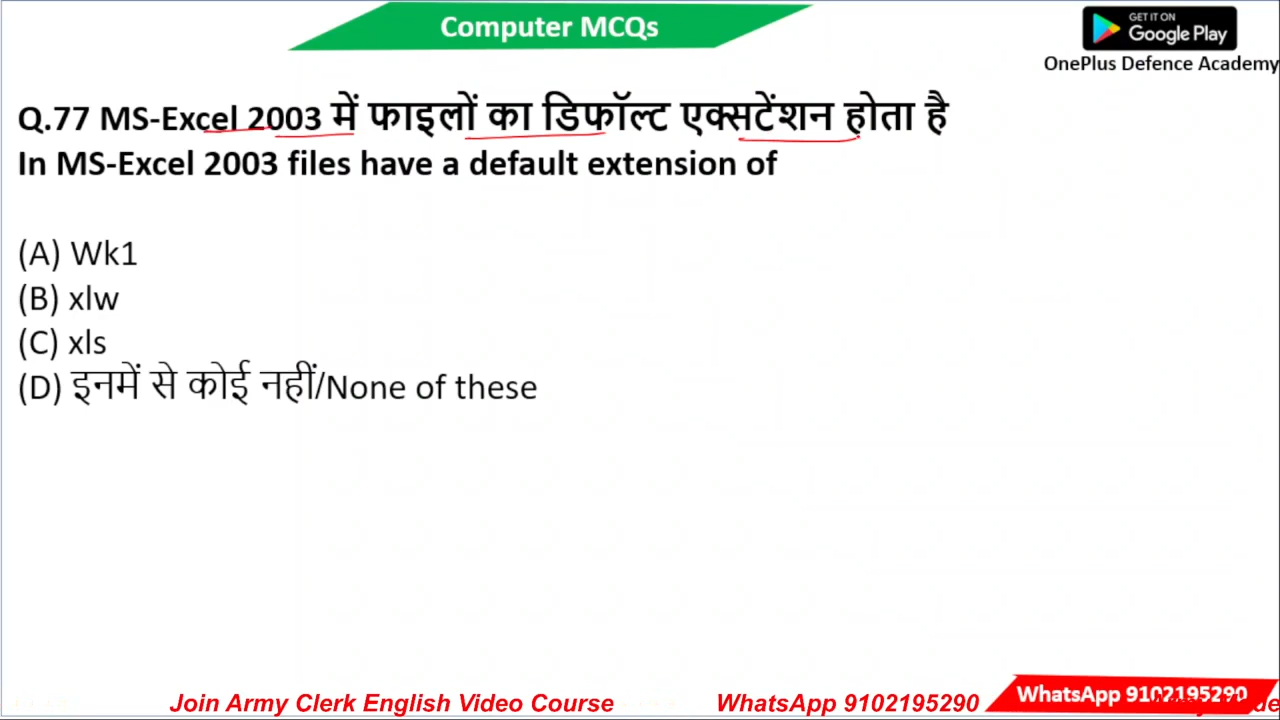 Computer MCQs
GET IT ON
Google Play
OnePlus Defence Academy
Q.77 MS-Excel 2003 में फाइलों का डिफॉल्ट एक्सटेंशन होता है
In MS-Excel 2003 files have a default extension of
(A) Wk1
(B) xlw
(C) xls
(D) इनमें से कोई नहीं/None of these
Join Army Clerk English Video Course WhatsApp 9102195290
WhatsApp 9102195290